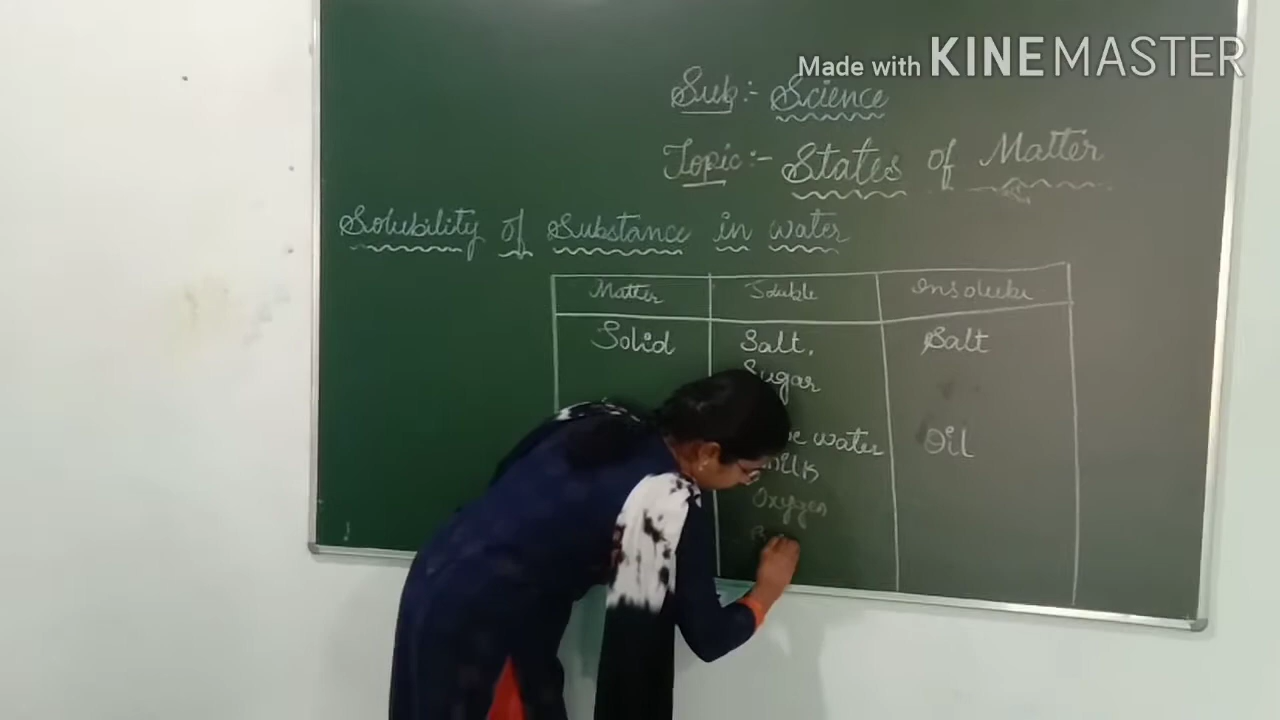 Made with KINEMASTER
Sub:- Science
Topic:- States of Matter
Solubility of Substance in water
Matter Soluble Insoluble
Solid Salt, Salt
Sugar
water Oil
milk
Oxygen